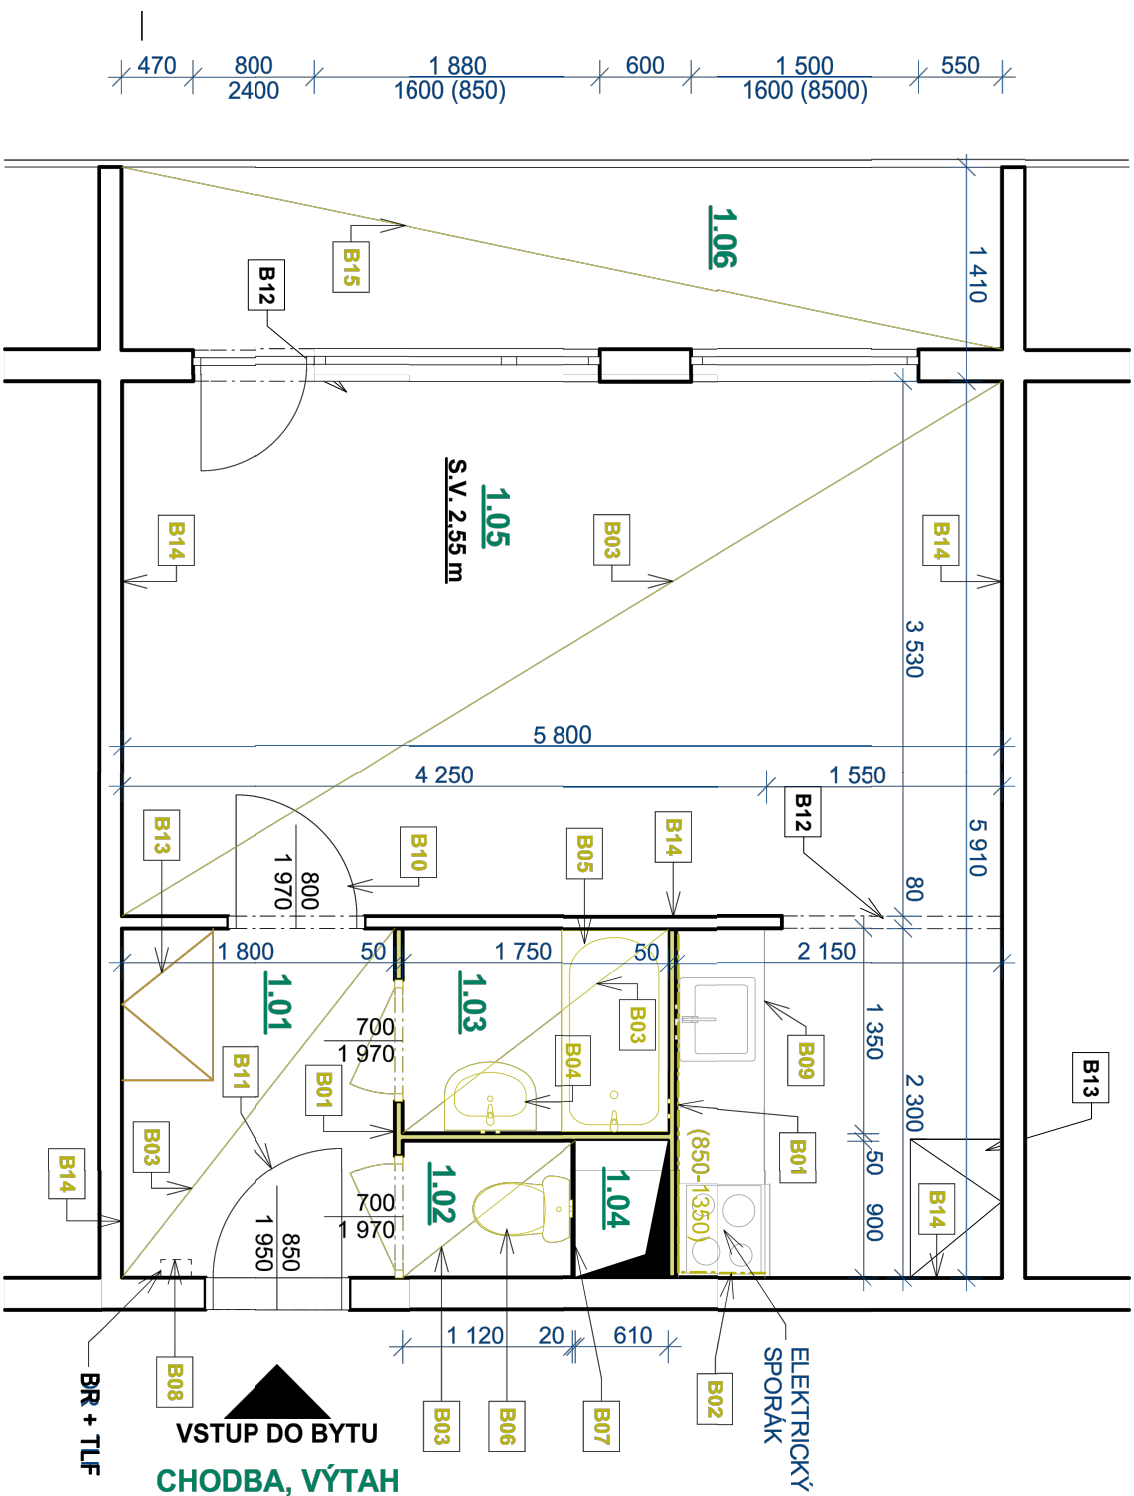 470
800
1 880
600
1 500
550
2400
1600 (850)
1600 (8500)
1.06
1 410
B15
B12
1.05
S.V. 2,55 m
B14
B03
B14
3 530
5 800
4 250
1 550
B12
B13
B10
B05
B14
5 910
80
800
1 970
1 800
50
1 750
50
2 150
1.01
1.03
B03
1 350
B09
700
1 970
B04
B11
B01
2 300
B13
B03
B14
B01
(850-1350)
50
1.02
1.04
900
B14
700
1 970
850
1 950
1 120
20
610
ELEKTRICKÝ
SPORÁK
B08
B03
B06
B07
B02
BR + TLF
VSTUP DO BYTU
CHODBA, VÝTAH